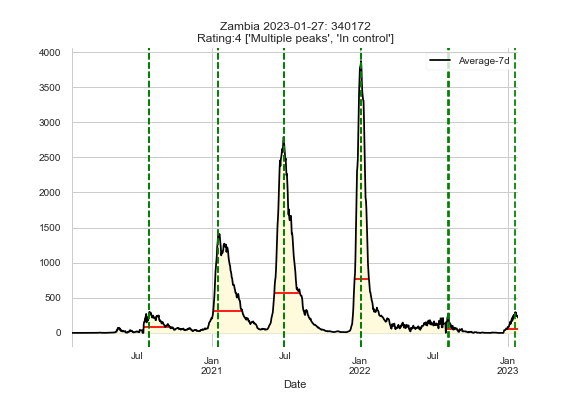 Zambia 2023-01-27: 340172
Rating:4 ['Multiple peaks', 'In control']
Average-7d
4000
3500
3000
2500
2000
1500
1000
500
0
Jul
Jan
2021
Jul
Jan
2022
Jul
Jan
2023
Date